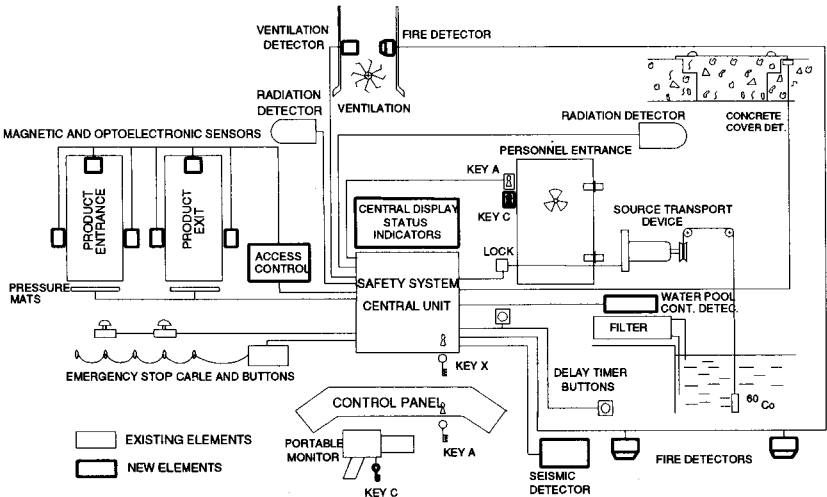 VENTILATION
DETECTOR
FIRE DETECTOR
RADIATION
DETECTOR
VENTILATION
CONCRETE
COVER DET.
RADIATION DETECTOR
MAGNETIC AND OPTOELECTRONIC SENSORS
PERSONNEL ENTRANCE
KEY A
KEY C
PRODUCT
ENTRANCE
PRODUCT
EXIT
CENTRAL DISPLAY
STATUS
INDICATORS
SOURCE TRANSPORT
DEVICE
LOCK
ACCESS
CONTROL
PRESSURE
MATS
SAFETY SYSTEM
CENTRAL UNIT
WATER POOL
CONT. DETEC.
FILTER
EMERGENCY STOP CABLE AND BUTTONS
KEY X
DELAY TIMER
BUTTONS
60Co
CONTROL PANEL
EXISTING ELEMENTS
NEW ELEMENTS
PORTABLE
MONITOR
KEY A
KEY C
SEISMIC
DETECTOR
FIRE DETECTORS